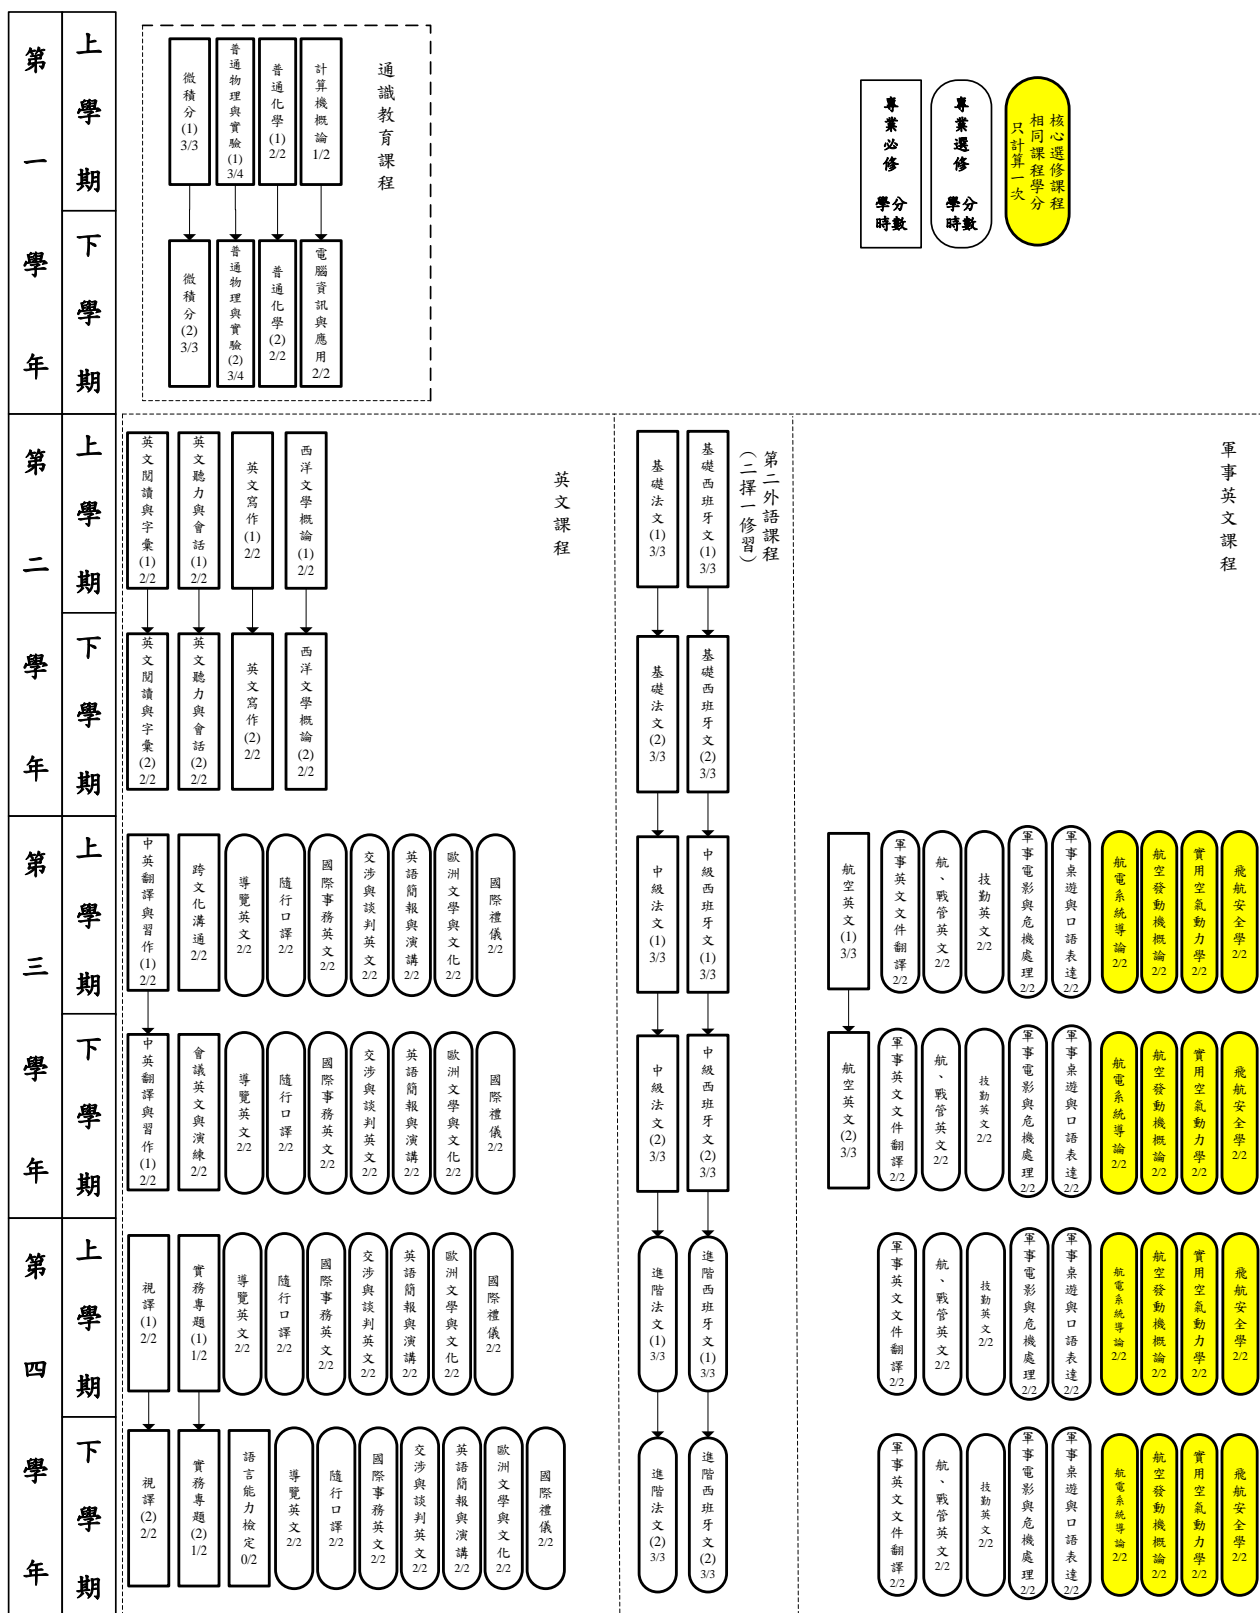 第一學年
上學期
通識教育課程
微積分(1) 3/3
普通物理與實驗(1) 3/4
普通化學(1) 2/2
計算機概論 1/2
專業必修 學分時數
專業選修 學分時數
核心選修課程相同課程學分只計算一次
下學期
微積分(2) 3/3
普通物理與實驗(2) 3/4
普通化學(2) 2/2
電腦資訊與應用 2/2
第二學年
上學期
英文閱讀與字彙(1) 2/2
英文聽力與會話(1) 2/2
英文寫作(1) 2/2
西洋文學概論(1) 2/2
英文課程
基礎法文(1) 3/3
基礎西班牙文(1) 3/3
第二外語課程
(二擇一修習)
軍事英文課程
下學期
英文閱讀與字彙(2) 2/2
英文聽力與會話(2) 2/2
英文寫作(2) 2/2
西洋文學概論(2) 2/2
基礎法文(2) 3/3
基礎西班牙文(2) 3/3
第三學年
上學期
中英翻譯與習作(1) 2/2
跨文化溝通 2/2
導覽英文 2/2
隨行口譯 2/2
國際事務英文 2/2
交涉與談判英文 2/2
英語簡報與演講 2/2
歐洲文學與文化 2/2
國際禮儀 2/2
中級法文(1) 3/3
中級西班牙文(1) 3/3
航空英文(1) 3/3
軍事英文文件翻譯 2/2
航、戰管英文 2/2
技勤英文 2/2
軍事電影與危機處理 2/2
軍事桌遊與口語表達 2/2
航電系統導論 2/2
航空發動機概論 2/2
實用空氣動力學 2/2
飛航安全學 2/2
下學期
中英翻譯與習作(1) 2/2
會議英文與演練 2/2
導覽英文 2/2
隨行口譯 2/2
國際事務英文 2/2
交涉與談判英文 2/2
英語簡報與演講 2/2
歐洲文學與文化 2/2
國際禮儀 2/2
中級法文(2) 3/3
中級西班牙文(2) 3/3
航空英文(2) 3/3
軍事英文文件翻譯 2/2
航、戰管英文 2/2
技勤英文 2/2
軍事電影與危機處理 2/2
軍事桌遊與口語表達 2/2
航電系統導論 2/2
航空發動機概論 2/2
實用空氣動力學 2/2
飛航安全學 2/2
第四學年
上學期
視譯(1) 2/2
實務專題(1) 1/2
導覽英文 2/2
隨行口譯 2/2
國際事務英文 2/2
交涉與談判英文 2/2
英語簡報與演講 2/2
歐洲文學與文化 2/2
國際禮儀 2/2
進階法文(1) 3/3
進階西班牙文(1) 3/3
軍事英文文件翻譯 2/2
航、戰管英文 2/2
技勤英文 2/2
軍事電影與危機處理 2/2
軍事桌遊與口語表達 2/2
航電系統導論 2/2
航空發動機概論 2/2
實用空氣動力學 2/2
飛航安全學 2/2
下學期
視譯(2) 2/2
實務專題(2) 1/2
語言能力檢定 0/2
導覽英文 2/2
隨行口譯 2/2
國際事務英文 2/2
交涉與談判英文 2/2
英語簡報與演講 2/2
歐洲文學與文化 2/2
國際禮儀 2/2
進階法文(2) 3/3
進階西班牙文(2) 3/3
軍事英文文件翻譯 2/2
航、戰管英文 2/2
技勤英文 2/2
軍事電影與危機處理 2/2
軍事桌遊與口語表達 2/2
航電系統導論 2/2
航空發動機概論 2/2
實用空氣動力學 2/2
飛航安全學 2/2